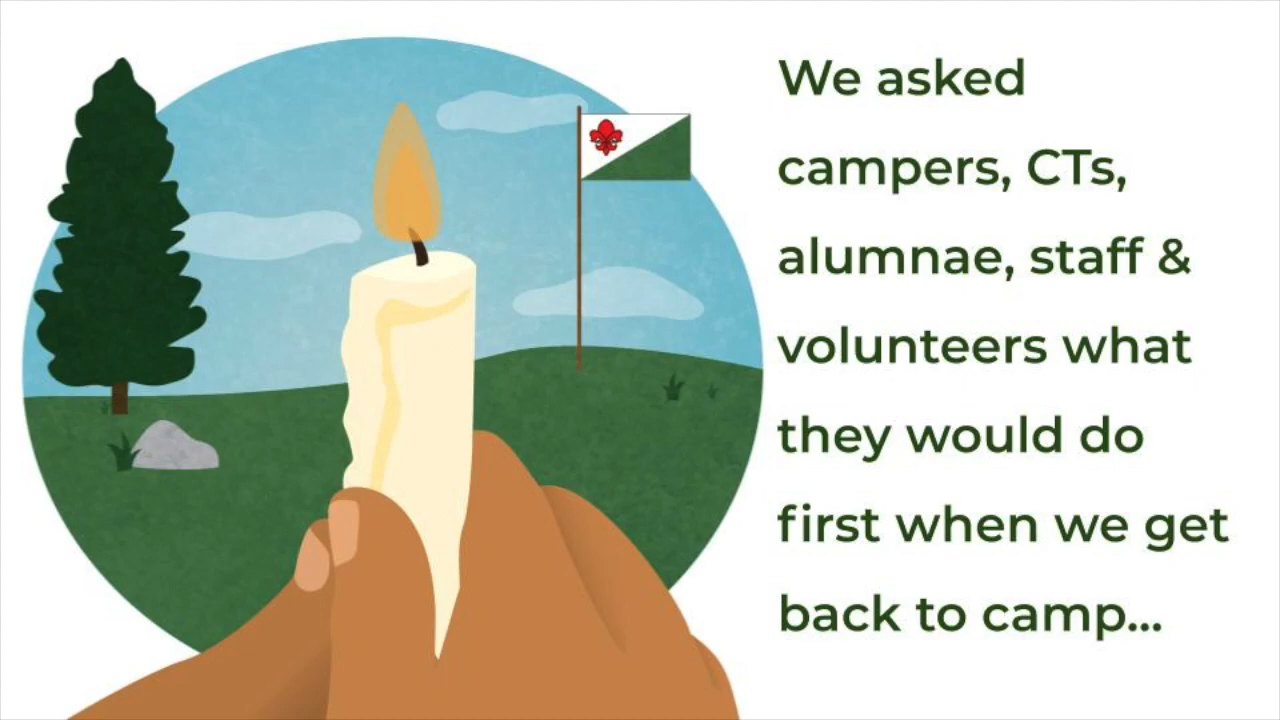 We asked
campers, CTs,
alumnae, staff &
volunteers what
they would do
first when we get
back to camp...